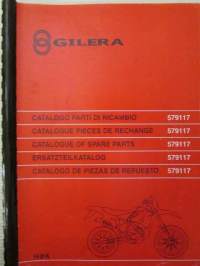 GILERA
CATALOGO PARTI DI RICAMBIO 579117
CATALOGUE PIECES DE RECHANGE 579117
CATALOGUE OF SPARE PARTS 579117
ERSATZTEILKATALOG 579117
CATALOGO DE PIEZAS DE REPUESTO 579117